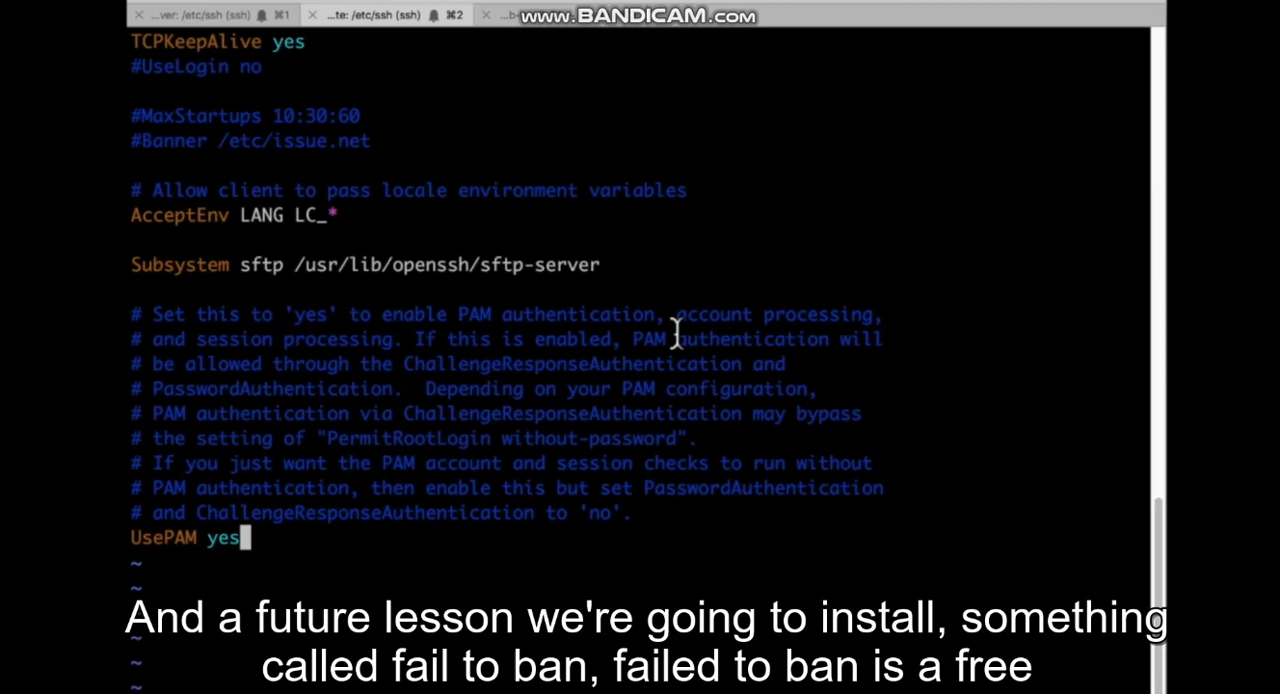 ...ver: /etc/ssh (ssh) ⌘1 ...te: /etc/ssh (ssh) ⌘2 ...b
www.BANDICAM.com
TCPKeepAlive yes
#UseLogin no
#MaxStartups 10:30:60
#Banner /etc/issue.net
# Allow client to pass locale environment variables
AcceptEnv LANG LC_*
Subsystem sftp /usr/lib/openssh/sftp-server
# Set this to 'yes' to enable PAM authentication, account processing,
# and session processing. If this is enabled, PAM authentication will
# be allowed through the ChallengeResponseAuthentication and
# PasswordAuthentication.  Depending on your PAM configuration,
# PAM authentication via ChallengeResponseAuthentication may bypass
# the setting of "PermitRootLogin without-password".
# If you just want the PAM account and session checks to run without
# PAM authentication, then enable this but set PasswordAuthentication
# and ChallengeResponseAuthentication to 'no'.
UsePAM yes
~
~
~
~
~
And a future lesson we're going to install, something
called fail to ban, failed to ban is a free